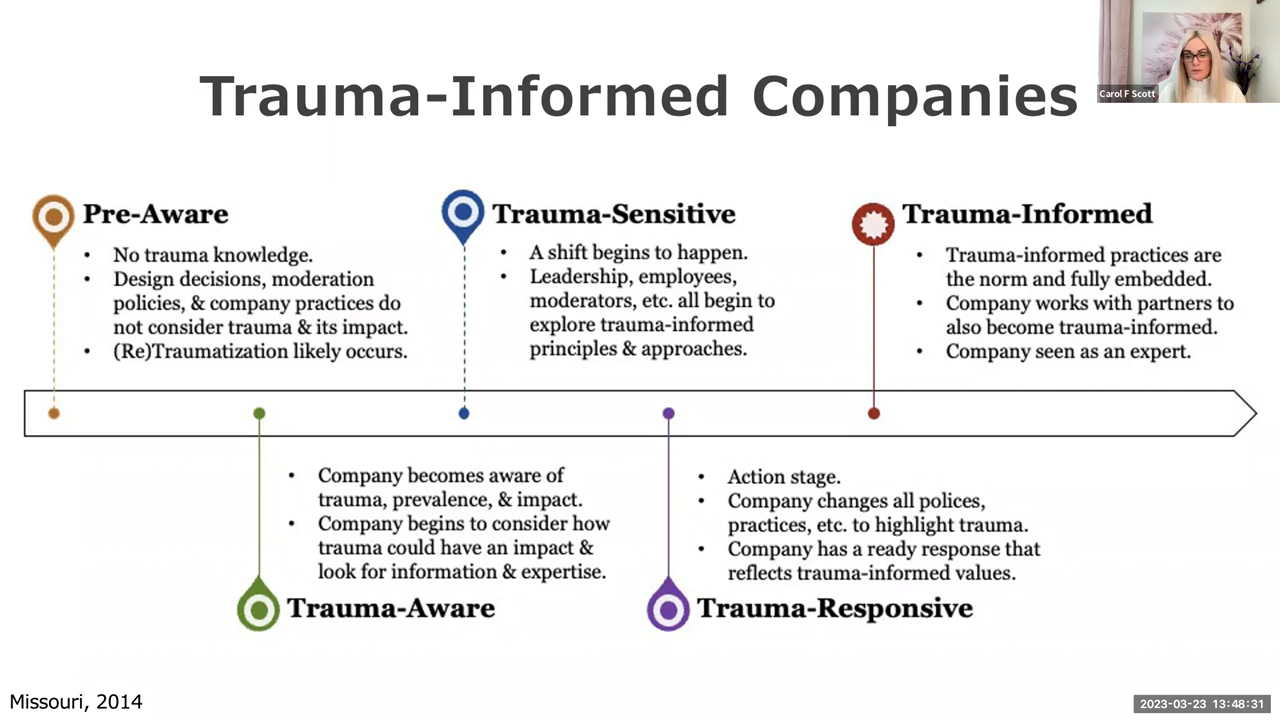 Trauma-Informed Companies
Carol F Scott
Pre-Aware
• No trauma knowledge.
• Design decisions, moderation
policies, & company practices do
not consider trauma & its impact.
• (Re)Traumatization likely occurs.
Trauma-Sensitive
• A shift begins to happen.
• Leadership, employees,
moderators, etc. all begin to
explore trauma-informed
principles & approaches.
Trauma-Informed
• Trauma-informed practices are
the norm and fully embedded.
• Company works with partners to
also become trauma-informed.
• Company seen as an expert.
• Company becomes aware of
trauma, prevalence, & impact.
• Company begins to consider how
trauma could have an impact &
look for information & expertise.
Trauma-Aware
• Action stage.
• Company changes all polices,
practices, etc. to highlight trauma.
• Company has a ready response that
reflects trauma-informed values.
Trauma-Responsive
Missouri, 2014
2023-03-23 13:48:31